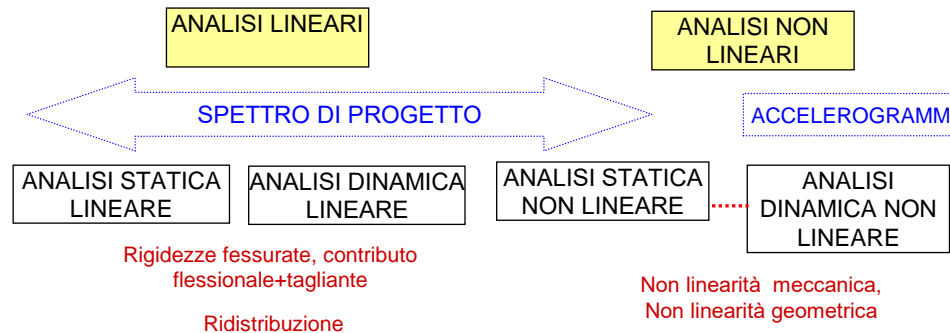 ANALISI LINEARI
ANALISI NON
LINEARI
SPETTRO DI PROGETTO
ACCELEROGRAMM
ANALISI STATICA
LINEARE
ANALISI DINAMICA
LINEARE
ANALISI STATICA
NON LINEARE
ANALISI
DINAMICA NON
LINEARE
Rigidezze fessurate, contributo
flessionale+tagliante
Ridistribuzione
Non linearità meccanica,
Non linearità geometrica